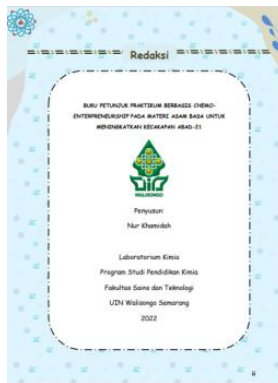 Redaksi
BUKU PETUNJUK PRAKTIKUM BERBASIS CHEMO-
ENTERPRENEURSHIP PADA MATERI ASAM BASA UNTUK
MENINGKATKAN KECAKAPAN ABAD-21
WALISONGO
Penyusun:
Nur Khamidah
Laboratorium Kimia
Program Studi Pendidikan Kimia
Fakultas Sains dan Teknologi
UIN Walisongo Semarang
2022
ii